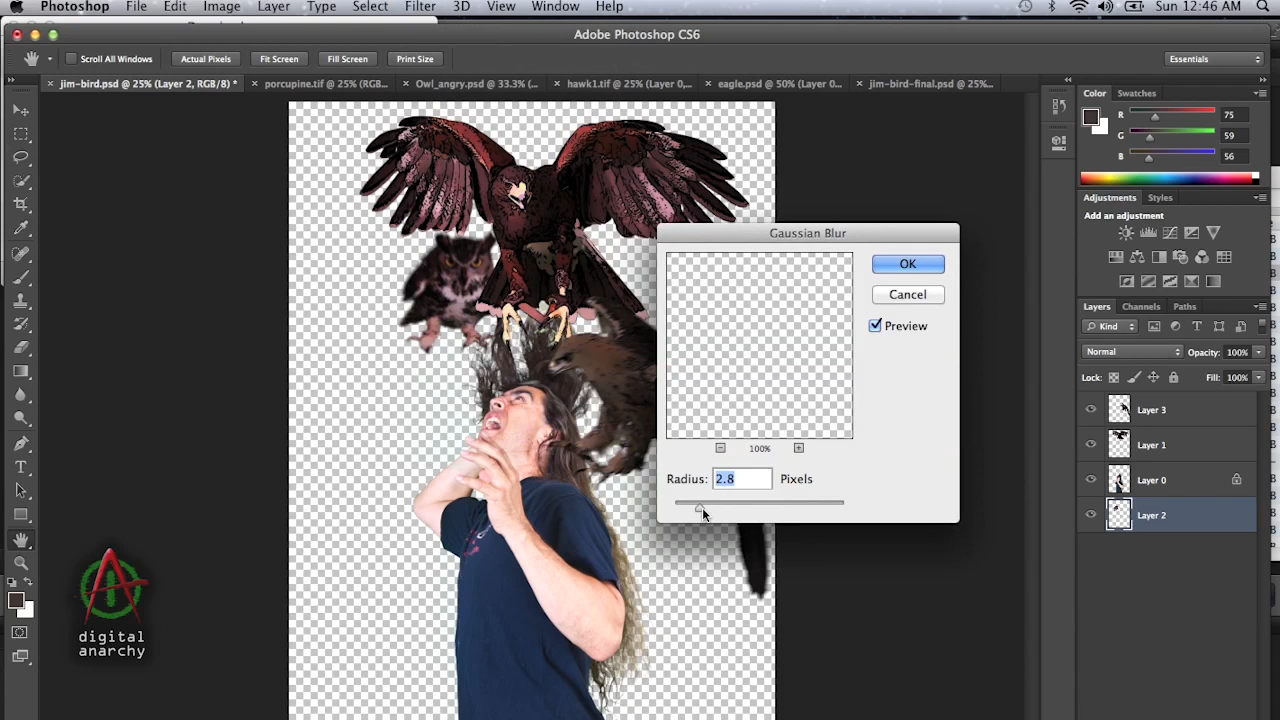 Photoshop File Edit Image Layer Type Select Filter 3D View Window Help Sun 12:46 AM
Adobe Photoshop CS6
Scroll All Windows Actual Pixels Fit Screen Fill Screen Print Size Essentials
jim-bird.psd @ 25% (Layer 2, RGB/8) * porcupine.tif @ 25% (RGB... Owl_angry.psd @ 33.3% (... hawk1.tif @ 25% (Layer 0,... eagle.psd @ 50% (Layer 0... jim-bird-final.psd @ 25%...
Color Swatches
R 75
G 59
B 56
Adjustments Styles
Add an adjustment
Gaussian Blur
OK
Cancel
Preview
100%
Radius: 2.8 Pixels
Layers Channels Paths
Kind
Normal Opacity: 100%
Lock: Fill: 100%
Layer 3
Layer 1
Layer 0
Layer 2
digital
anarchy